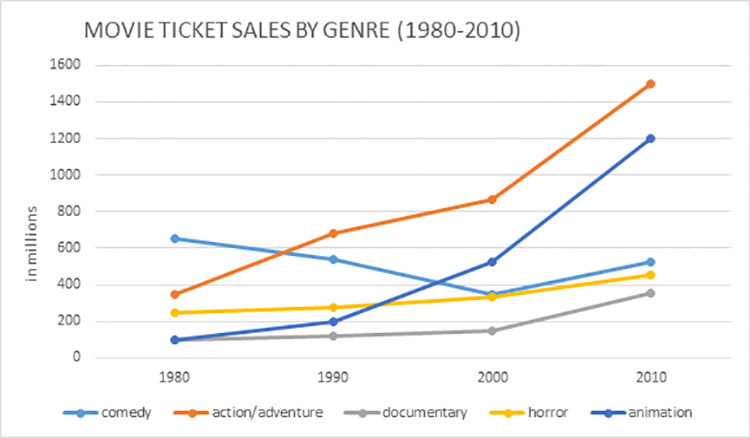 MOVIE TICKET SALES BY GENRE (1980-2010)
1600
1400
1200
1000
800
600
400
200
0
in millions
1980 1990 2000 2010
comedy action/adventure documentary horror animation